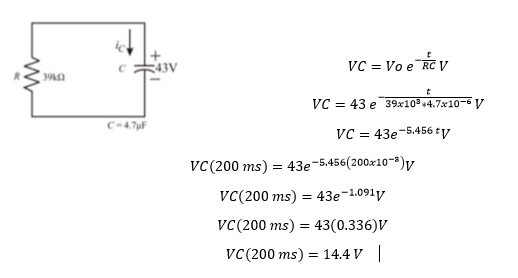 i_C
+
R
39kΩ
C
43V
−
C=4.7μF
VC = Vo e^{-\frac{t}{RC}} V
VC = 43 e^{-\frac{t}{39x10^3*4.7x10^{-6}}} V
VC = 43e^{-5.456 t}V
VC(200 ms) = 43e^{-5.456(200x10^{-3})}V
VC(200 ms) = 43e^{-1.091}V
VC(200 ms) = 43(0.336)V
VC(200 ms) = 14.4 V